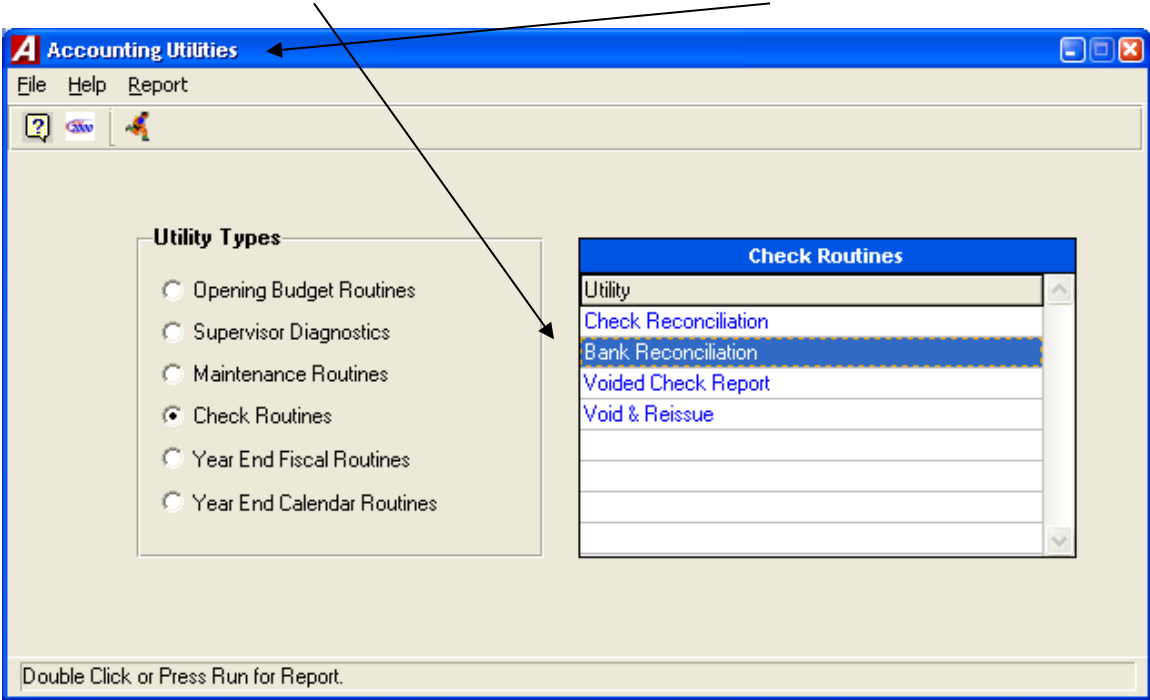 Accounting Utilities
File Help Report
Utility Types
Opening Budget Routines
Supervisor Diagnostics
Maintenance Routines
Check Routines
Year End Fiscal Routines
Year End Calendar Routines
Check Routines
Utility
Check Reconciliation
Bank Reconciliation
Voided Check Report
Void & Reissue
Double Click or Press Run for Report.